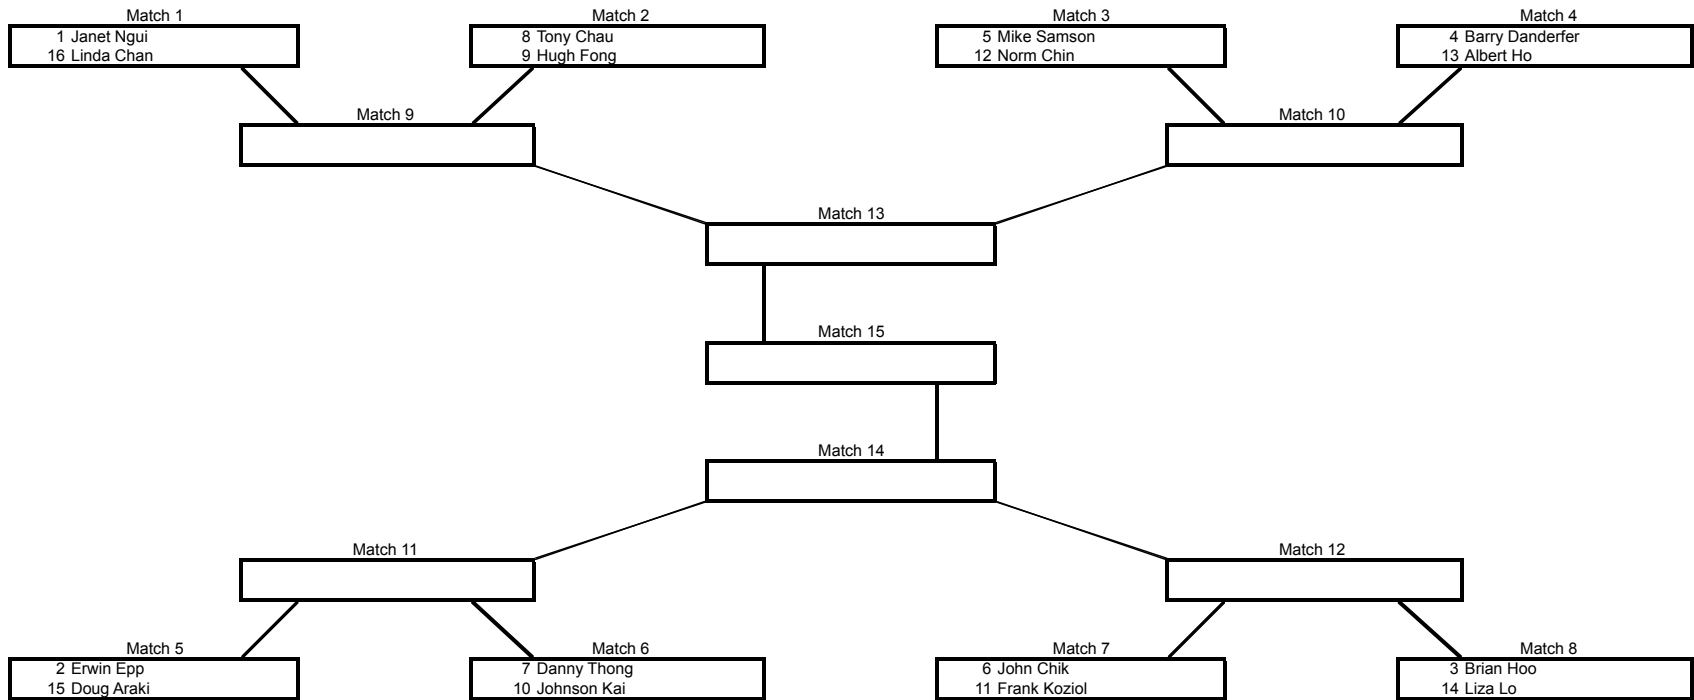 Match 1
1 Janet Ngui
16 Linda Chan
Match 2
8 Tony Chau
9 Hugh Fong
Match 3
5 Mike Samson
12 Norm Chin
Match 4
4 Barry Danderfer
13 Albert Ho
Match 9
Match 10
Match 13
Match 15
Match 14
Match 11
Match 12
Match 5
2 Erwin Epp
15 Doug Araki
Match 6
7 Danny Thong
10 Johnson Kai
Match 7
6 John Chik
11 Frank Koziol
Match 8
3 Brian Hoo
14 Liza Lo